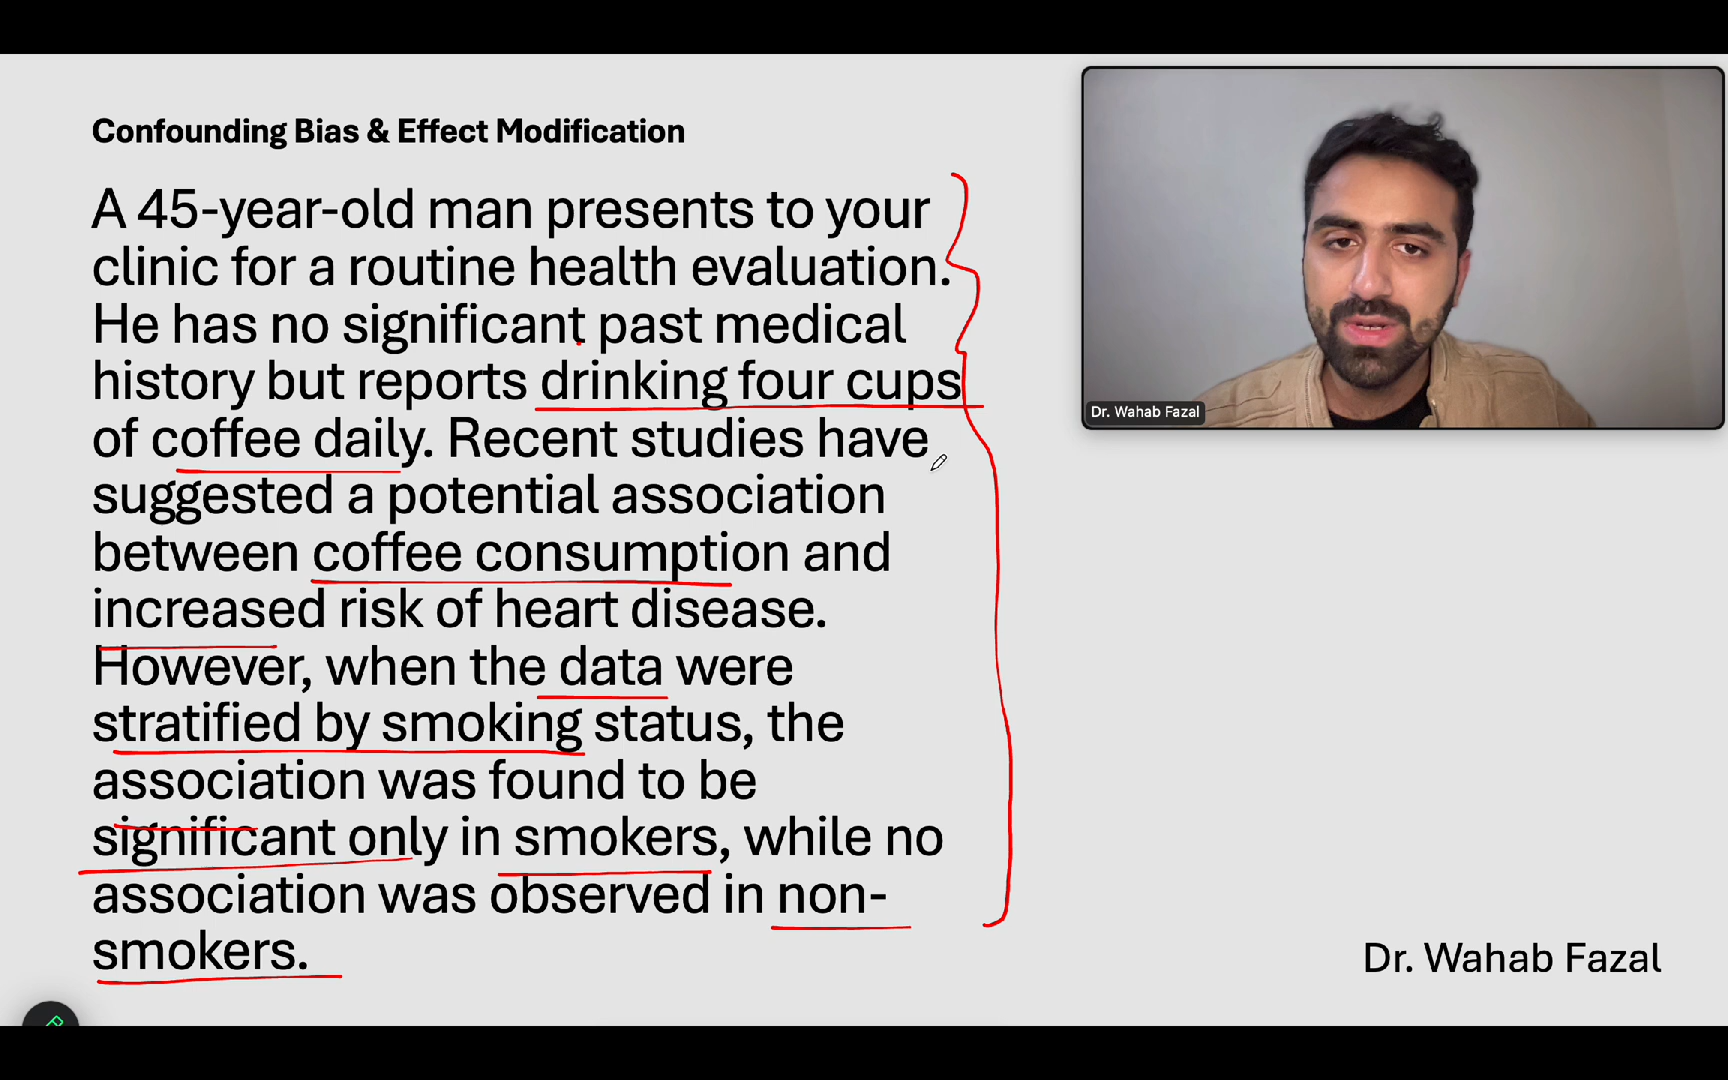 Confounding Bias & Effect Modification
A 45-year-old man presents to your
clinic for a routine health evaluation.
He has no significant past medical
history but reports drinking four cups
of coffee daily. Recent studies have
suggested a potential association
between coffee consumption and
increased risk of heart disease.
However, when the data were
stratified by smoking status, the
association was found to be
significant only in smokers, while no
association was observed in non-
smokers.
Dr. Wahab Fazal
Dr. Wahab Fazal